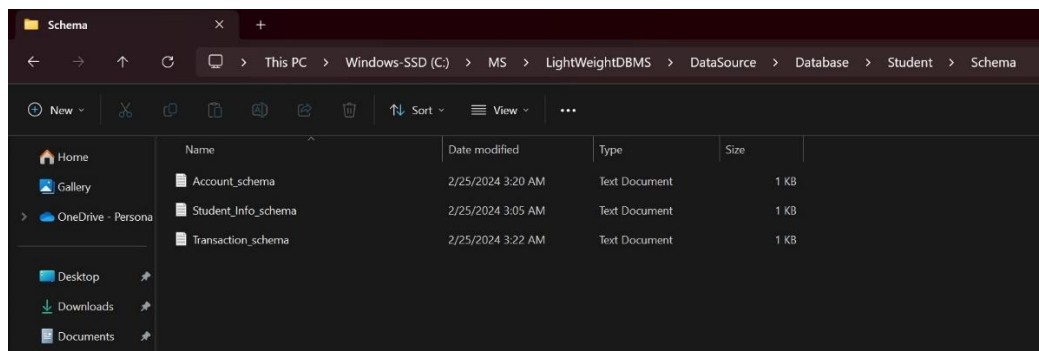 Schema
This PC > Windows-SSD (C:) > MS > LightWeightDBMS > DataSource > Database > Student > Schema
New Sort View ...
Home
Gallery
OneDrive - Persona
Desktop
Downloads
Documents
Name Date modified Type Size
Account_schema 2/25/2024 3:20 AM Text Document 1 KB
Student_Info_schema 2/25/2024 3:05 AM Text Document 1 KB
Transaction_schema 2/25/2024 3:22 AM Text Document 1 KB